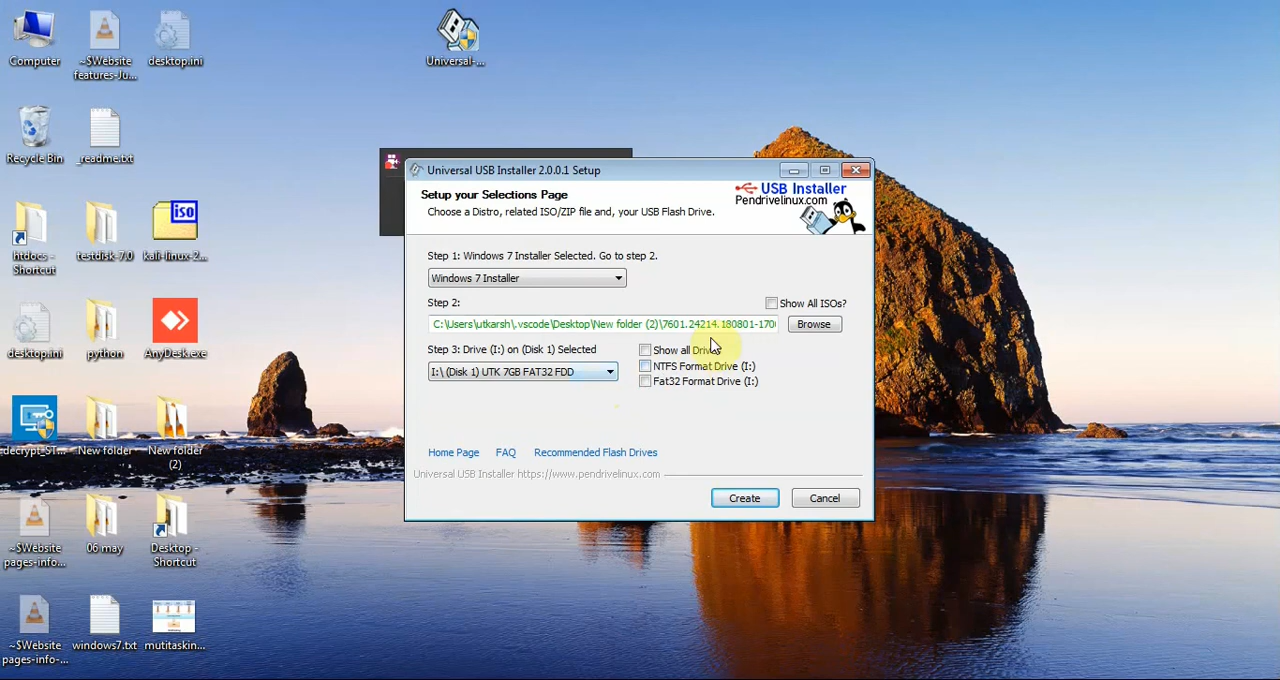 Computer
~$Website
features-Ju...
desktop.ini
Universal-...
Recycle Bin
_readme.txt
htdocs -
Shortcut
testdisk-7.0
iso
kali-linux-2...
desktop.ini
python
AnyDesk.exe
decrypt_ST...
New folder
New folder
(2)
~$Website
pages-info...
06 may
Desktop -
Shortcut
~$Website
pages-info-...
windows7.txt
mutitaskin...
Universal USB Installer 2.0.0.1 Setup
Setup your Selections Page
Choose a Distro, related ISO/ZIP file and, your USB Flash Drive.
USB Installer
Pendrivelinux.com
Step 1: Windows 7 Installer Selected. Go to step 2.
Windows 7 Installer
Step 2:
Show All ISOs?
C:\Users\utkarsh\.vscode\Desktop\New folder (2)\7601.24214.180801-170
Browse
Step 3: Drive (I:) on (Disk 1) Selected
Show all Drives
I:\ (Disk 1) UTK 7GB FAT32 FDD
NTFS Format Drive (I:)
Fat32 Format Drive (I:)
Home Page
FAQ
Recommended Flash Drives
Universal USB Installer https://www.pendrivelinux.com
Create
Cancel